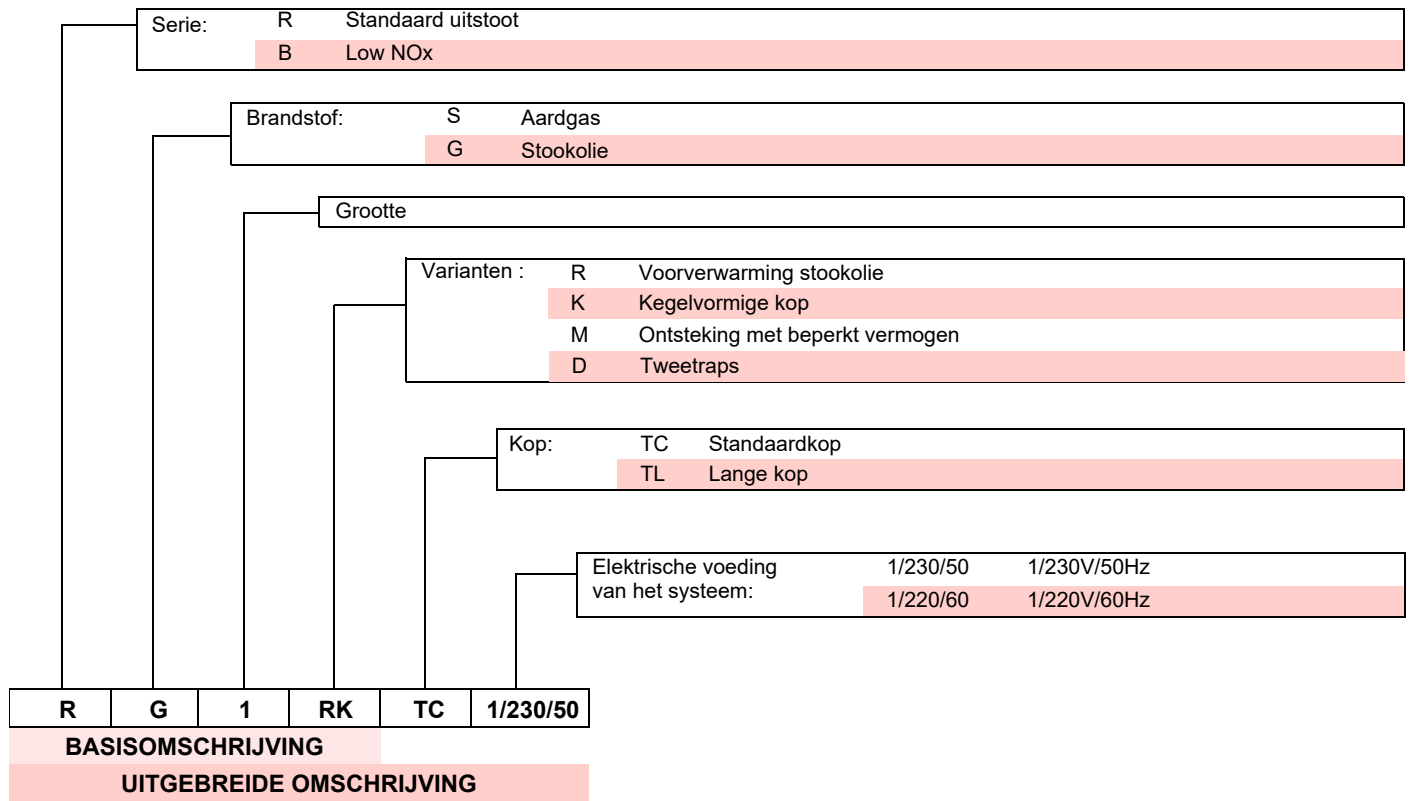 Serie: R Standaard uitstoot
B Low NOx
Brandstof: S Aardgas
G Stookolie
Grootte
Varianten : R Voorverwarming stookolie
K Kegelvormige kop
M Ontsteking met beperkt vermogen
D Tweetraps
Kop: TC Standaardkop
TL Lange kop
Elektrische voeding 1/230/50 1/230V/50Hz
van het systeem: 1/220/60 1/220V/60Hz
R G 1 RK TC 1/230/50
BASISOMSCHRIJVING
UITGEBREIDE OMSCHRIJVING